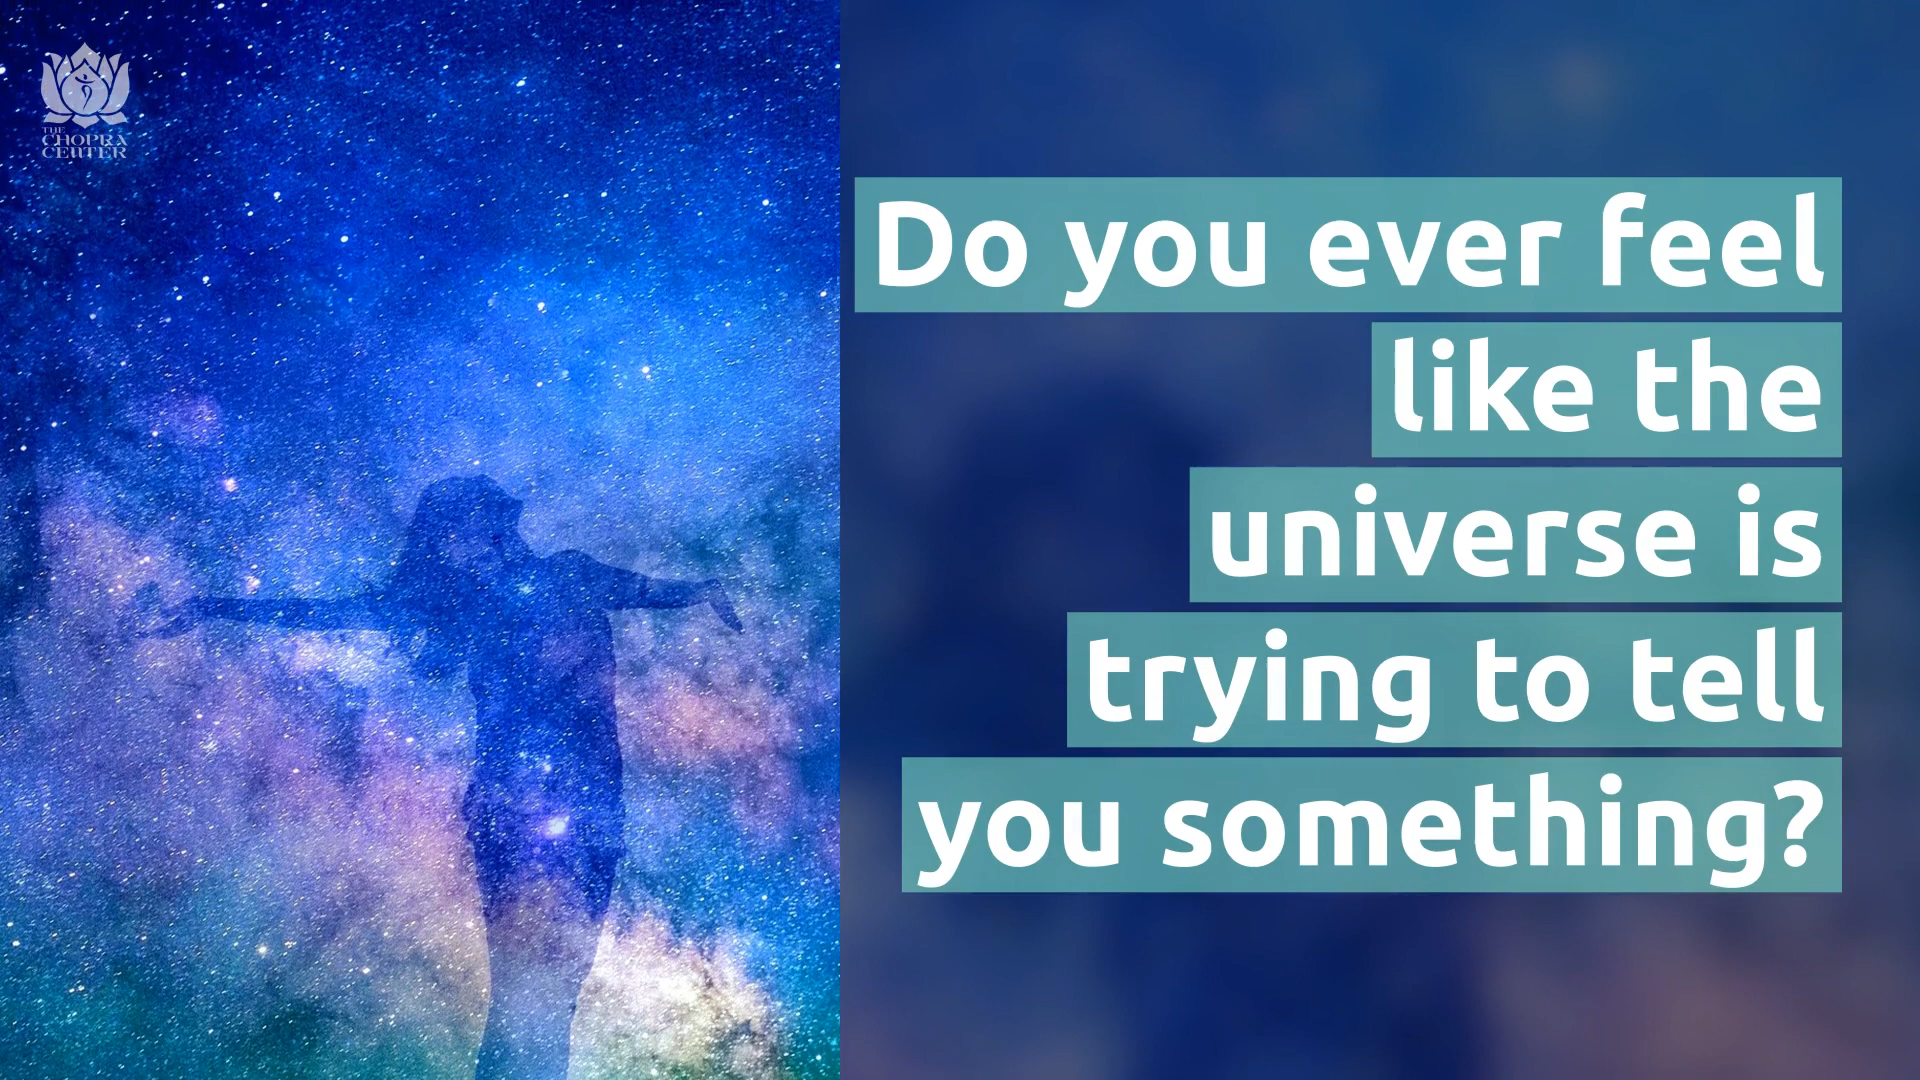 THE
CHOPRA
CENTER
Do you ever feel
like the
universe is
trying to tell
you something?